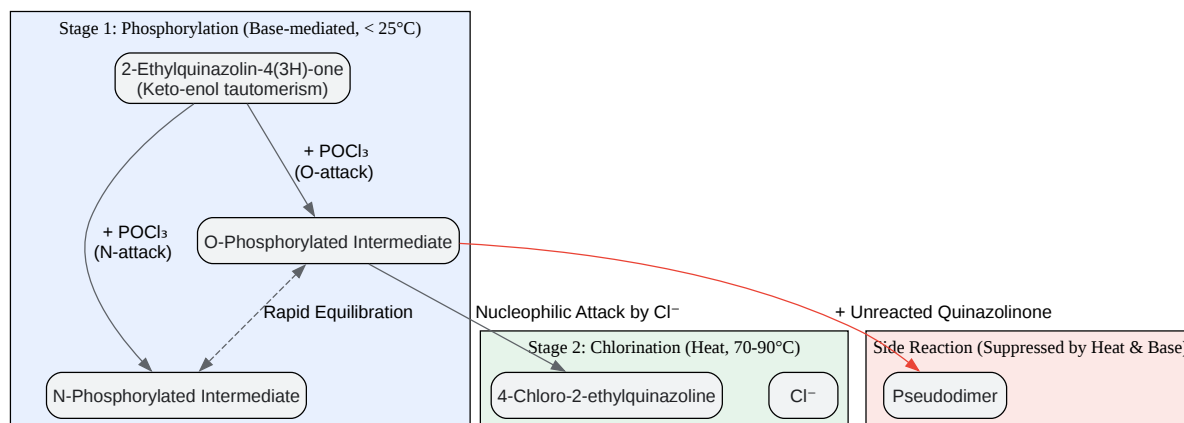 Stage 1: Phosphorylation (Base-mediated, < 25°C)
2-Ethylquinazolin-4(3H)-one
(Keto-enol tautomerism)
+ POCl₃
(O-attack)
+ POCl₃
(N-attack)
O-Phosphorylated Intermediate
Rapid Equilibration
Nucleophilic Attack by Cl⁻
+ Unreacted Quinazolinone
Stage 2: Chlorination (Heat, 70-90°C)
Side Reaction (Suppressed by Heat & Base)
N-Phosphorylated Intermediate
4-Chloro-2-ethylquinazoline
Cl⁻
Pseudodimer